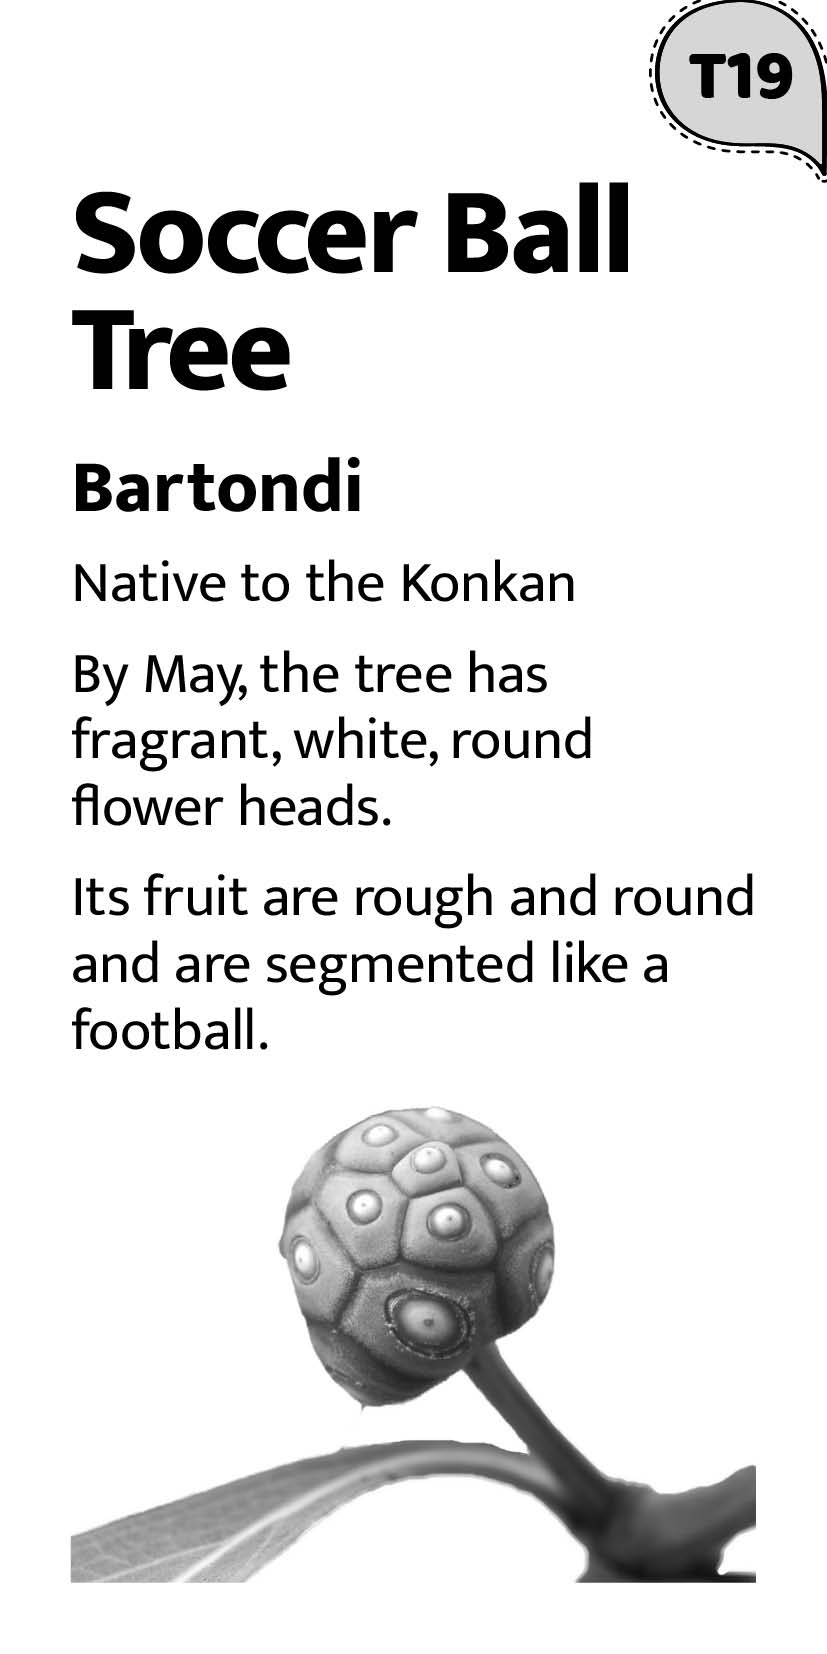 T19
Soccer Ball
Tree
Bartondi
Native to the Konkan
By May, the tree has
fragrant, white, round
flower heads.
Its fruit are rough and round
and are segmented like a
football.